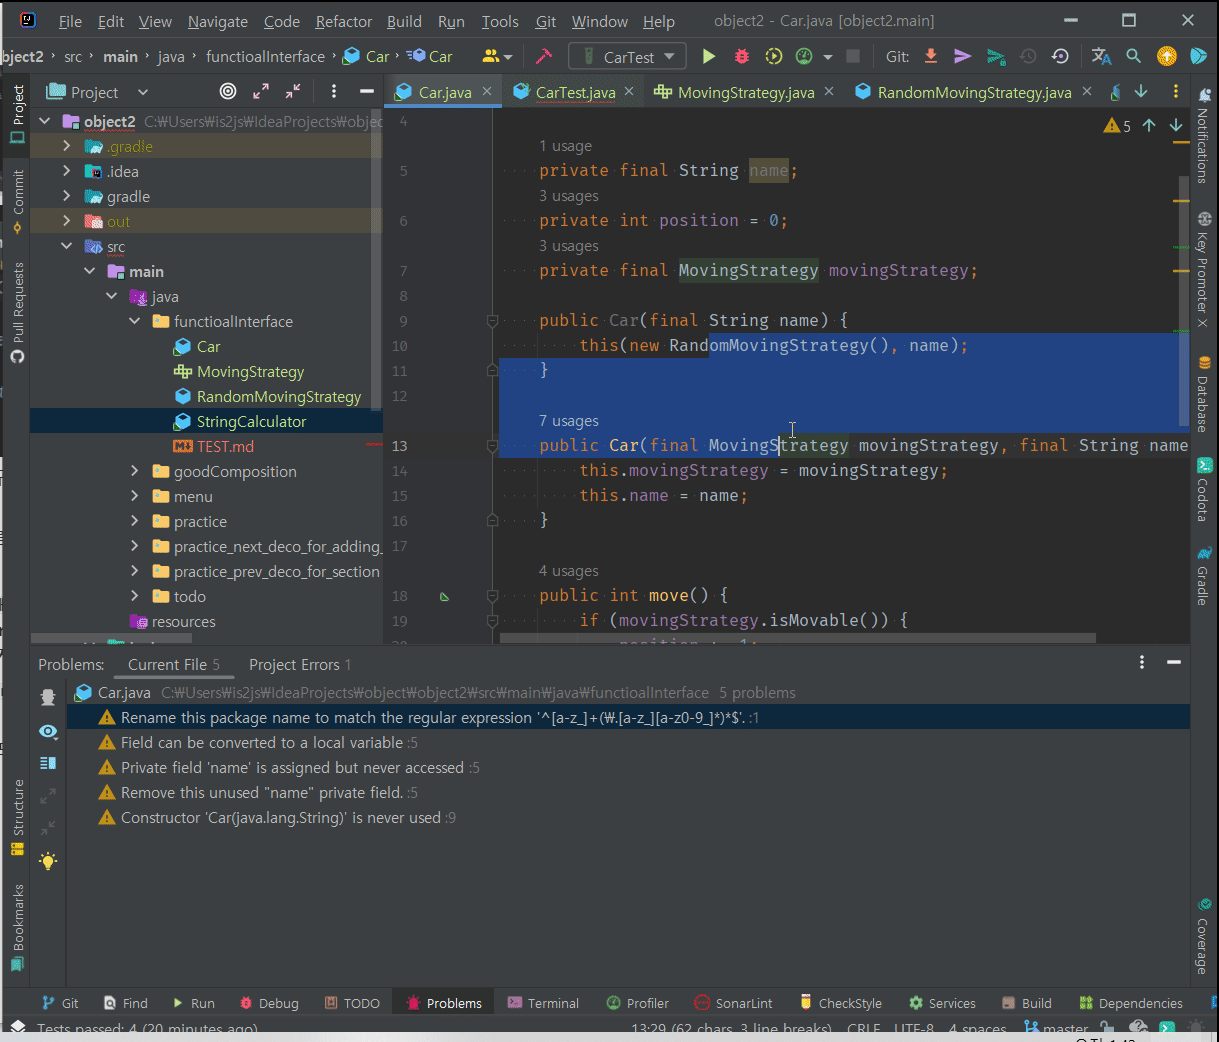 File Edit View Navigate Code Refactor Build Run Tools Git Window Help object2 - Car.java [object2.main]
bject2 › src › main › java › functioalInterface › Car › Car CarTest Git:
Project
Car.java CarTest.java MovingStrategy.java RandomMovingStrategy.java
object2 C:₩Users₩is2js₩IdeaProjects₩objec
.gradle
.idea
gradle
out
src
main
java
functioalInterface
Car
MovingStrategy
RandomMovingStrategy
StringCalculator
TEST.md
goodComposition
menu
practice
practice_next_deco_for_adding_
practice_prev_deco_for_section
todo
resources
5
4
1 usage
5 private final String name;
3 usages
6 private int position = 0;
3 usages
7 private final MovingStrategy movingStrategy;
8
9 public Car(final String name) {
10 this(new RandomMovingStrategy(), name);
11 }
12
7 usages
13 public Car(final MovingStrategy movingStrategy, final String name
14 this.movingStrategy = movingStrategy;
15 this.name = name;
16 }
17
4 usages
18 public int move() {
19 if (movingStrategy.isMovable()) {
Project
Commit
Pull Requests
Structure
Bookmarks
Notifications
Key Promoter X
Database
Codota
Gradle
Coverage
Problems: Current File 5 Project Errors 1
Car.java C:₩Users₩is2js₩IdeaProjects₩object₩object2₩src₩main₩java₩functioalInterface 5 problems
Rename this package name to match the regular expression '^[a-z_]+(₩.[a-z_][a-z0-9_]*)*$'. :1
Field can be converted to a local variable :5
Private field 'name' is assigned but never accessed :5
Remove this unused "name" private field. :5
Constructor 'Car(java.lang.String)' is never used :9
Git Find Run Debug TODO Problems Terminal Profiler SonarLint CheckStyle Services Build Dependencies
Tests passed: 4 (20 minutes ago) 13:29 (62 chars, 3 line breaks) CRLF UTF-8 4 spaces master